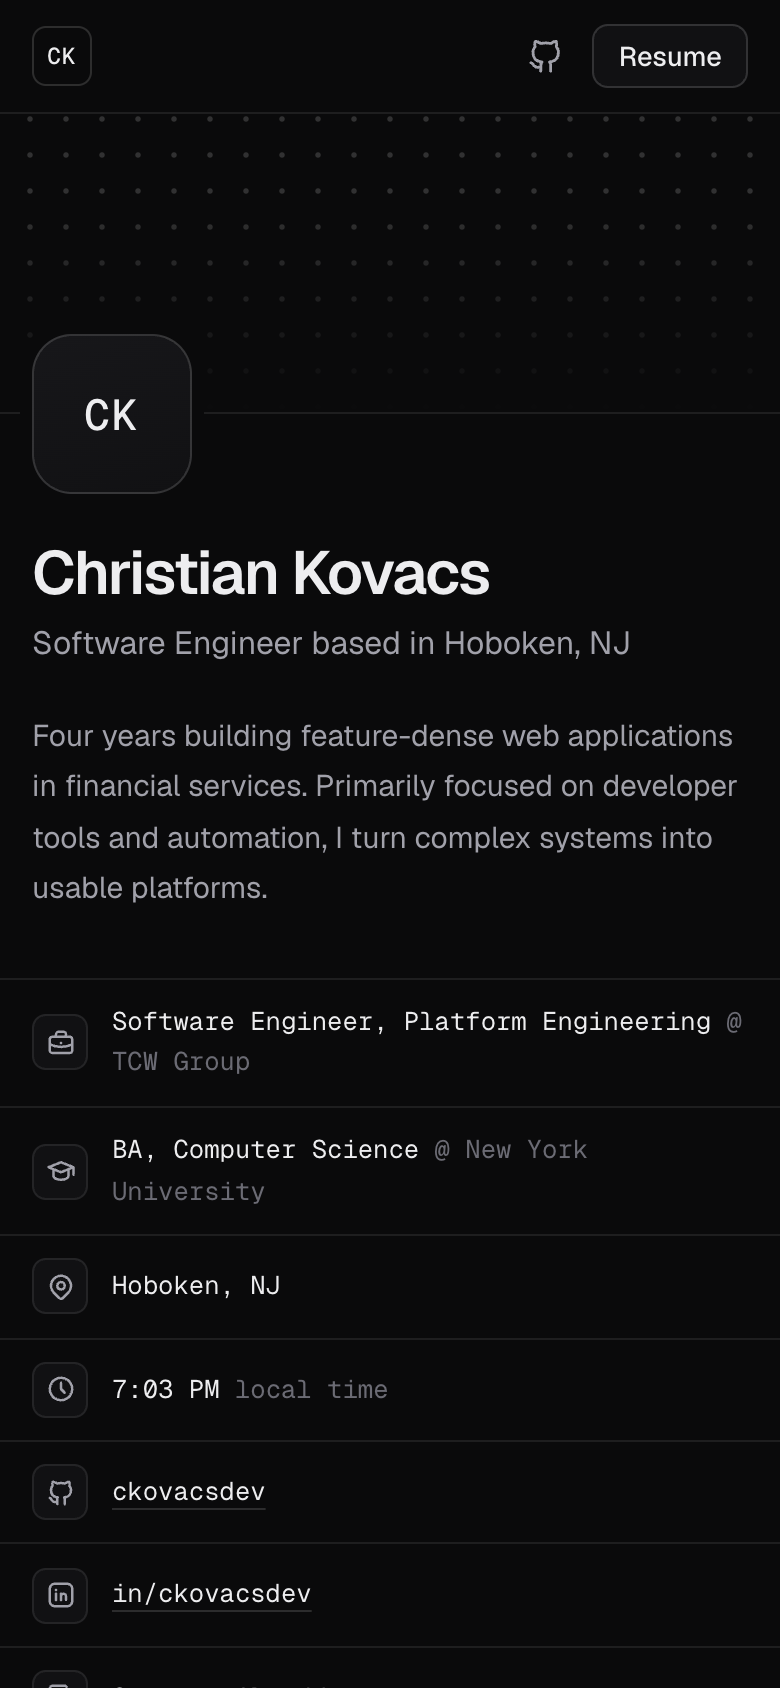 CK
Resume
CK
Christian Kovacs
Software Engineer based in Hoboken, NJ
Four years building feature-dense web applications
in financial services. Primarily focused on developer
tools and automation, I turn complex systems into
usable platforms.
Software Engineer, Platform Engineering @
TCW Group
BA, Computer Science @ New York
University
Hoboken, NJ
7:03 PM local time
ckovacsdev
in/ckovacsdev